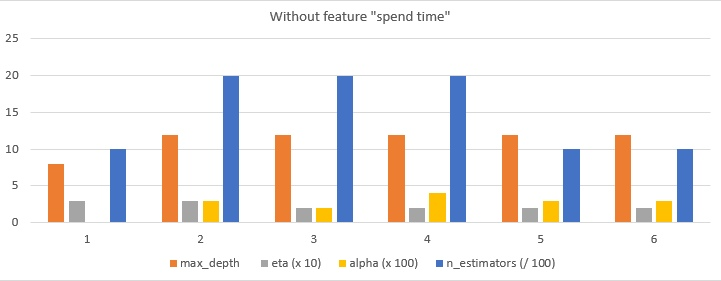 Without feature "spend time"
25
20
15
10
5
0
1 2 3 4 5 6
max_depth eta (x 10) alpha (x 100) n_estimators (/ 100)